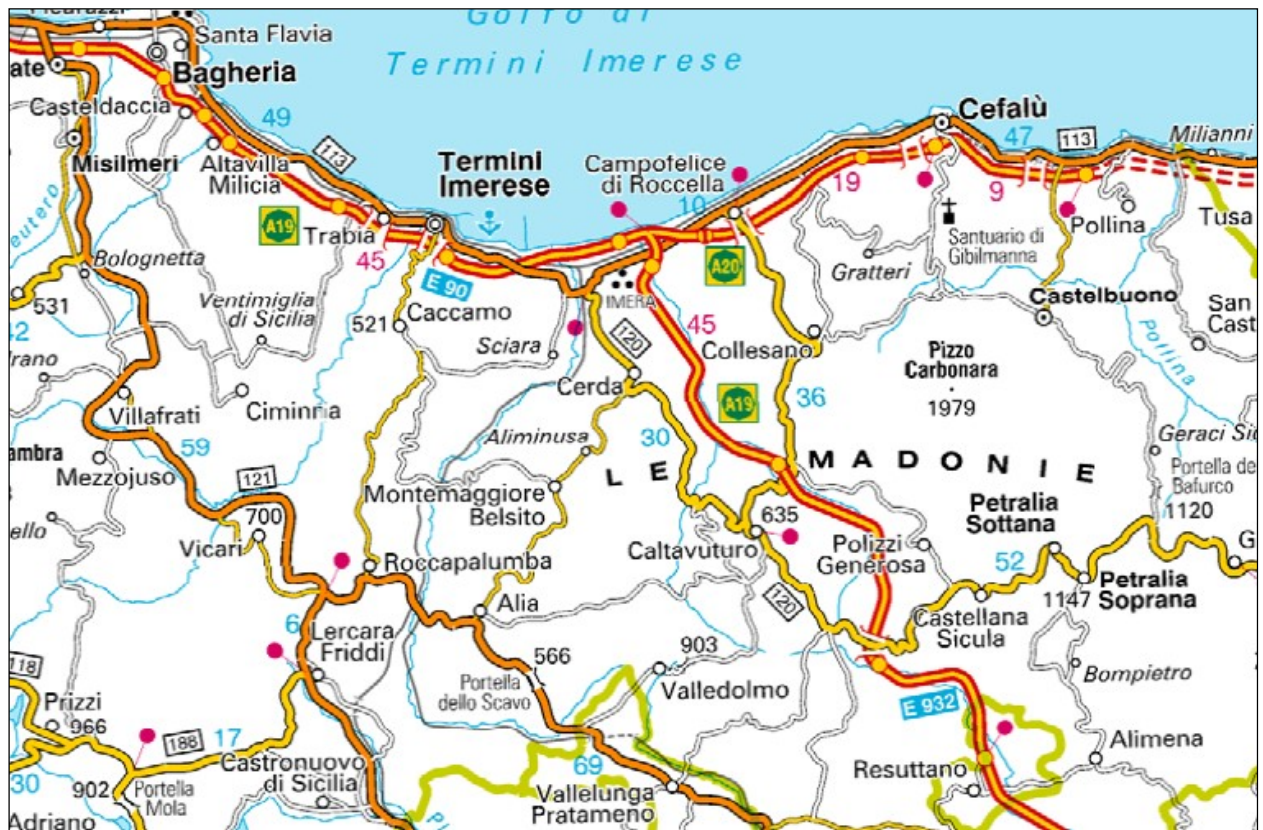 Golfo di
Termini Imerese
Santa Flavia
Bagheria
Casteldaccia
49
113
Misilmeri
Altavilla
Milicia
A19
Trabia
45
Termini
Imerese
E 90
Campofelice
di Roccella
10
19
A20
Cefalù
47
113
9
Milianni
Pollina
Tusa
Santuario di
Gibilmanna
Gratteri
IMERA
Bolognetta
531
Ventimiglia
di Sicilia
521
Caccamo
Sciara
120
Cerda
45
Collesano
A19
36
Pizzo
Carbonara
1979
Castelbuono
San
Cast
Pollina
Villafrati
Ciminna
Mezzojuso
59
121
700
Vicari
Aliminusa
30
Montemaggiore
Belsito
LE MADONIE
Geraci Sic
Portella de
Bafurco
1120
Petralia
Sottana
635
Caltavuturo
Polizzi
Generosa
52
1147
Petralia
Soprana
Castellana
Sicula
120
Roccapalumba
Alia
6
Lercara
Friddi
566
Portella
dello Scavo
903
Valledolmo
Bompietro
E 932
118
Prizzi
966
188
17
Castronuovo
di Sicilia
30
902
Portella
Mola
Adriano
69
Vallelunga
Pratameno
Resuttano
Alimena